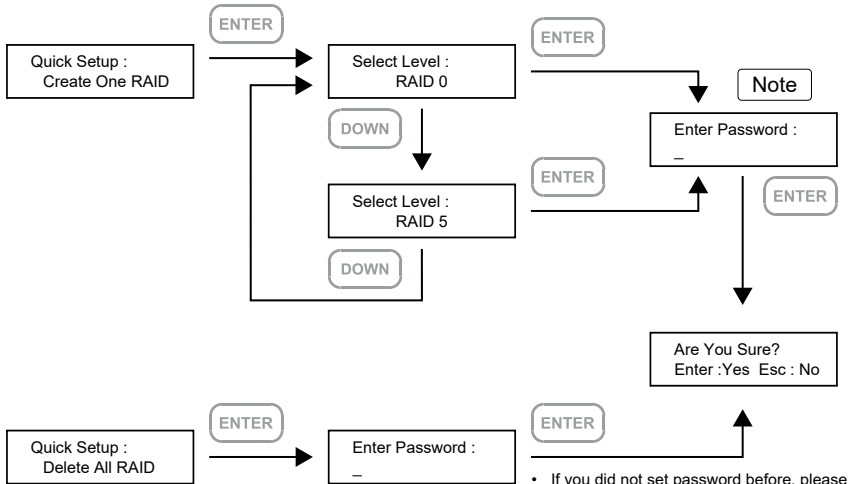 ENTER
Quick Setup :
Create One RAID
Select Level :
RAID 0
ENTER
Note
DOWN
Enter Password :
_
Select Level :
RAID 5
ENTER
ENTER
DOWN
Are You Sure?
Enter :Yes Esc : No
ENTER
Quick Setup :
Delete All RAID
Enter Password :
_
ENTER
• If you did not set password before, please